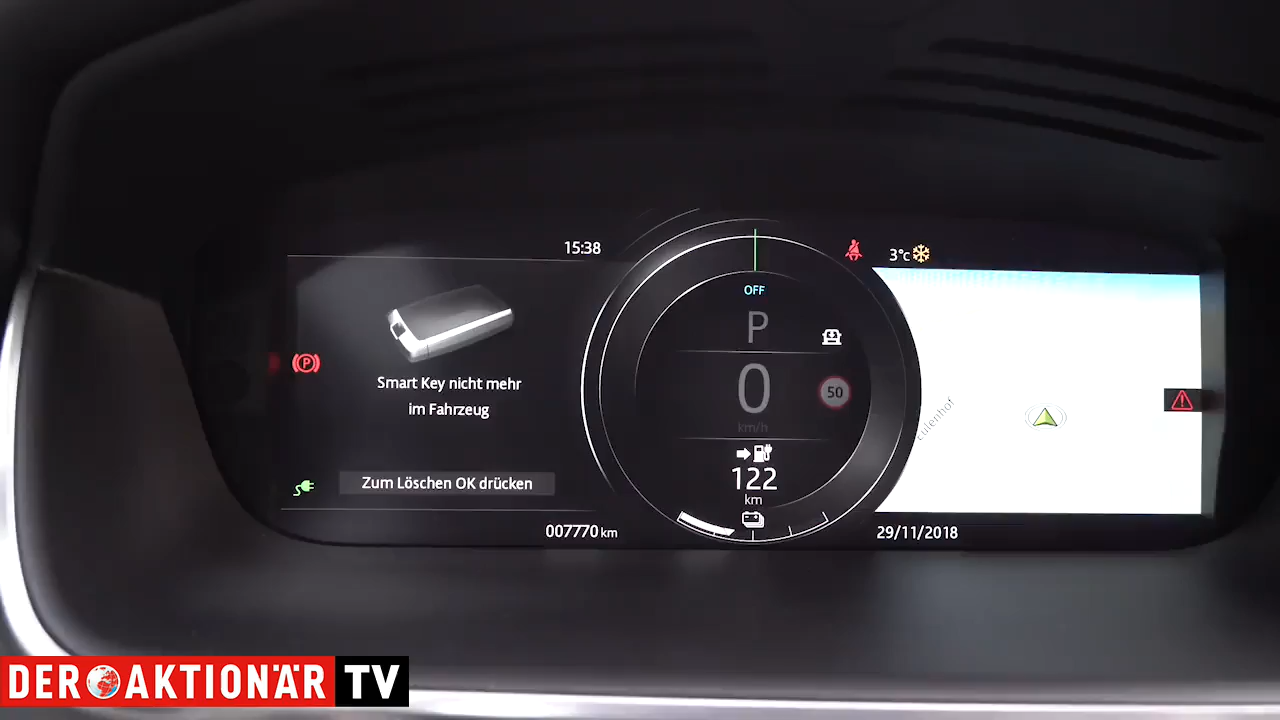 15:38
3°c
OFF
P
Smart Key nicht mehr
im Fahrzeug
0
50
km/h
P
Zum Löschen OK drücken
122
km
007770 km
29/11/2018
DER AKTIONÄR TV